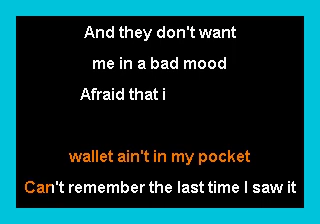 And they don't want
me in a bad mood
Afraid that i
wallet ain't in my pocket
Can't remember the last time I saw it